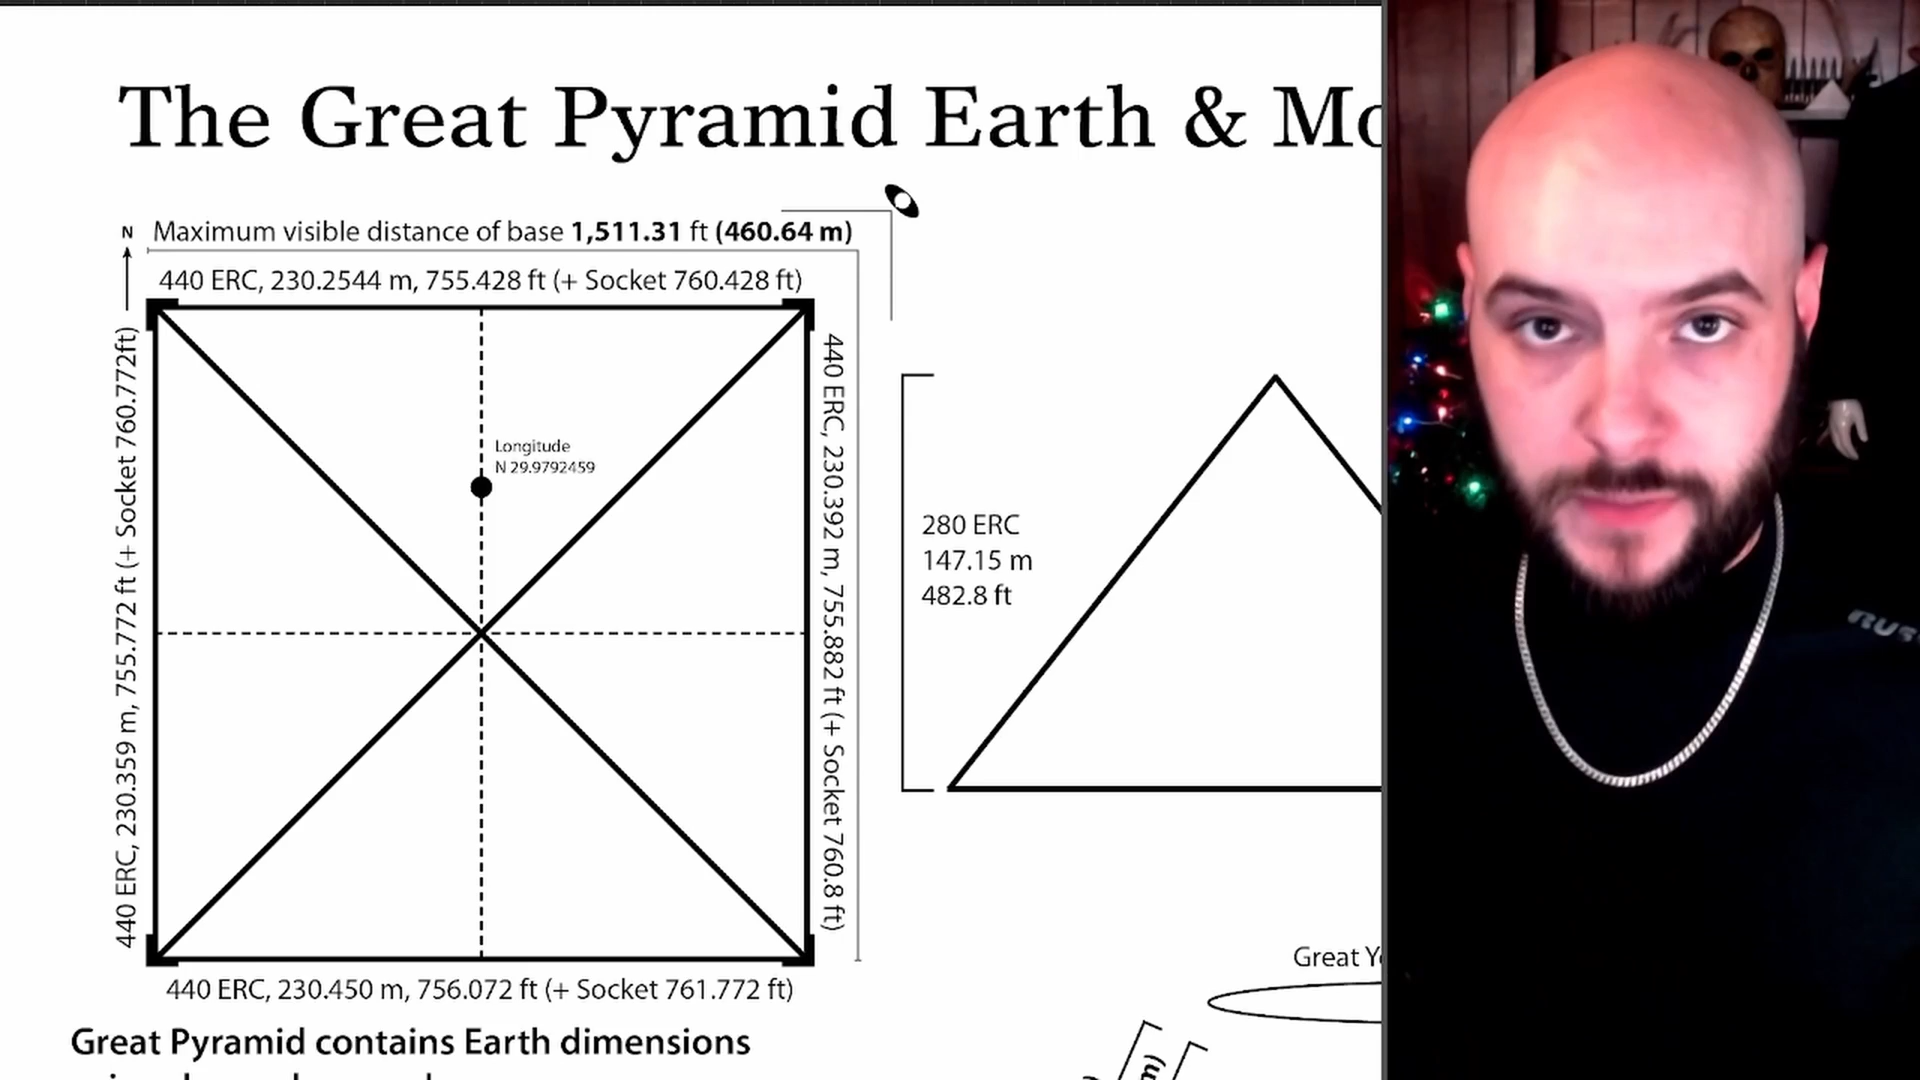 The Great Pyramid Earth & Mo
N
Maximum visible distance of base 1,511.31 ft (460.64 m)
440 ERC, 230.2544 m, 755.428 ft (+ Socket 760.428 ft)
440 ERC, 230.359 m, 755.772 ft (+ Socket 760.772ft)
Longitude
N 29.9792459
440 ERC, 230.392 m, 755.882 ft (+ Socket 760.8 ft)
280 ERC
147.15 m
482.8 ft
440 ERC, 230.450 m, 756.072 ft (+ Socket 761.772 ft)
Great Pyramid contains Earth dimensions
Great Y
m)
RUS